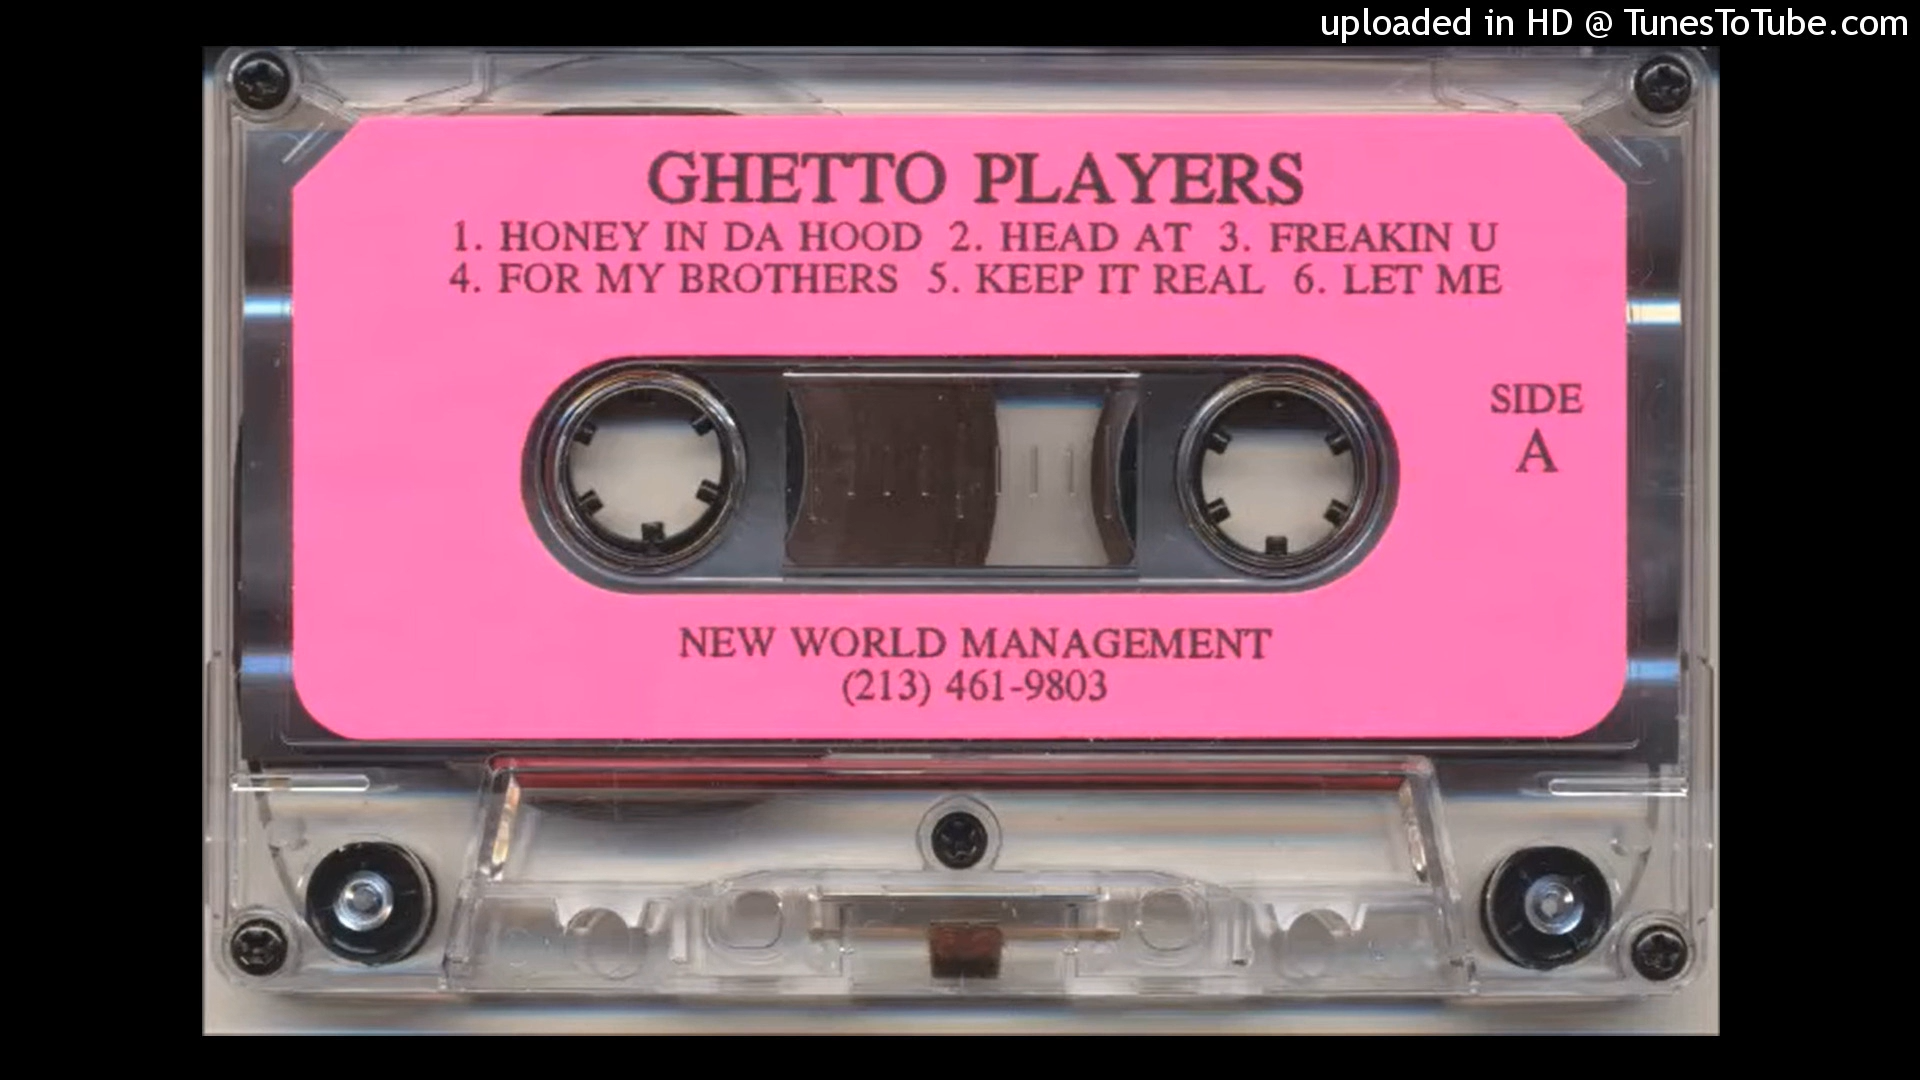 uploaded in HD @ TunesToTube.com
GHETTO PLAYERS
1. HONEY IN DA HOOD 2. HEAD AT 3. FREAKIN U
4. FOR MY BROTHERS 5. KEEP IT REAL 6. LET ME
SIDE
A
NEW WORLD MANAGEMENT
(213) 461-9803